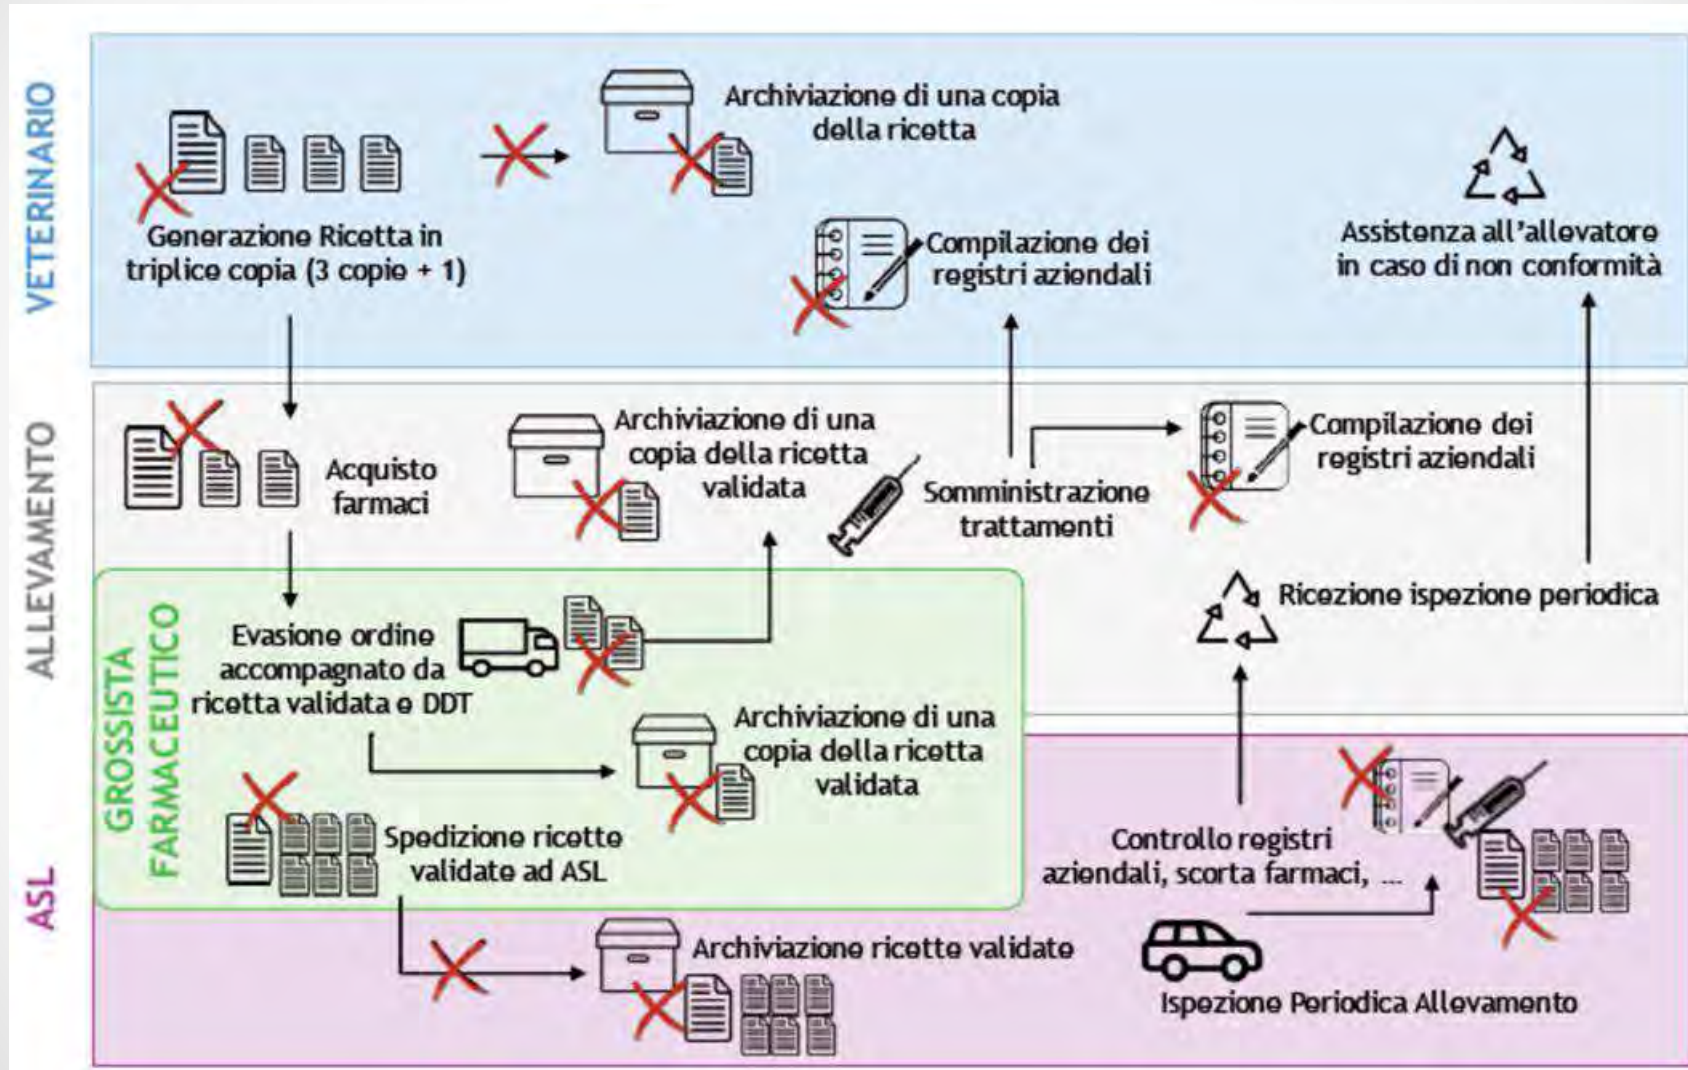 VETERINARIO
Archiviazione di una copia
della ricetta
Generazione Ricetta in
triplice copia (3 copie + 1)
Compilazione dei
registri aziendali
Assistenza all'allevatore
in caso di non conformità
ALLEVAMENTO
Acquisto
farmaci
Archiviazione di una
copia della ricetta
validata
Somministrazione
trattamenti
Compilazione dei
registri aziendali
Ricezione ispezione periodica
GROSSISTA
FARMACEUTICO
Evasione ordine
accompagnato da
ricetta validata e DDT
Archiviazione di una
copia della ricetta
validata
Spedizione ricette
validate ad ASL
ASL
Controllo registri
aziendali, scorta farmaci, ...
Archiviazione ricette validate
Ispezione Periodica Allevamento